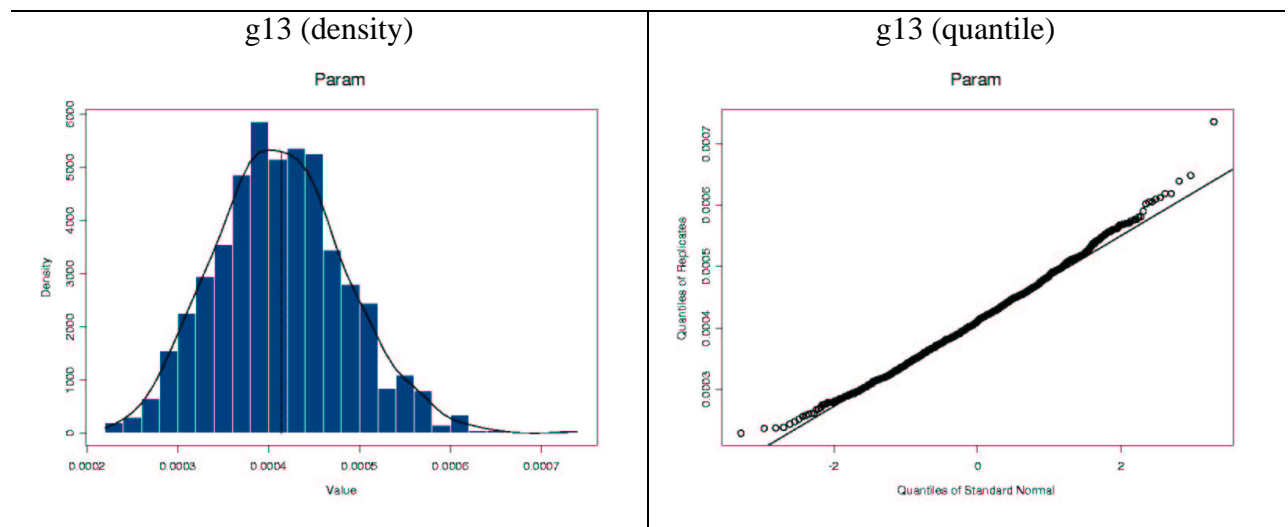 g13 (density)
Param
Density
6000
5000
4000
3000
2000
1000
0
0.0002 0.0003 0.0004 0.0005 0.0006 0.0007
Value
g13 (quantile)
Param
Quantiles of Replicates
0.0007
0.0006
0.0005
0.0004
0.0003
-2 0 2
Quantiles of Standard Normal